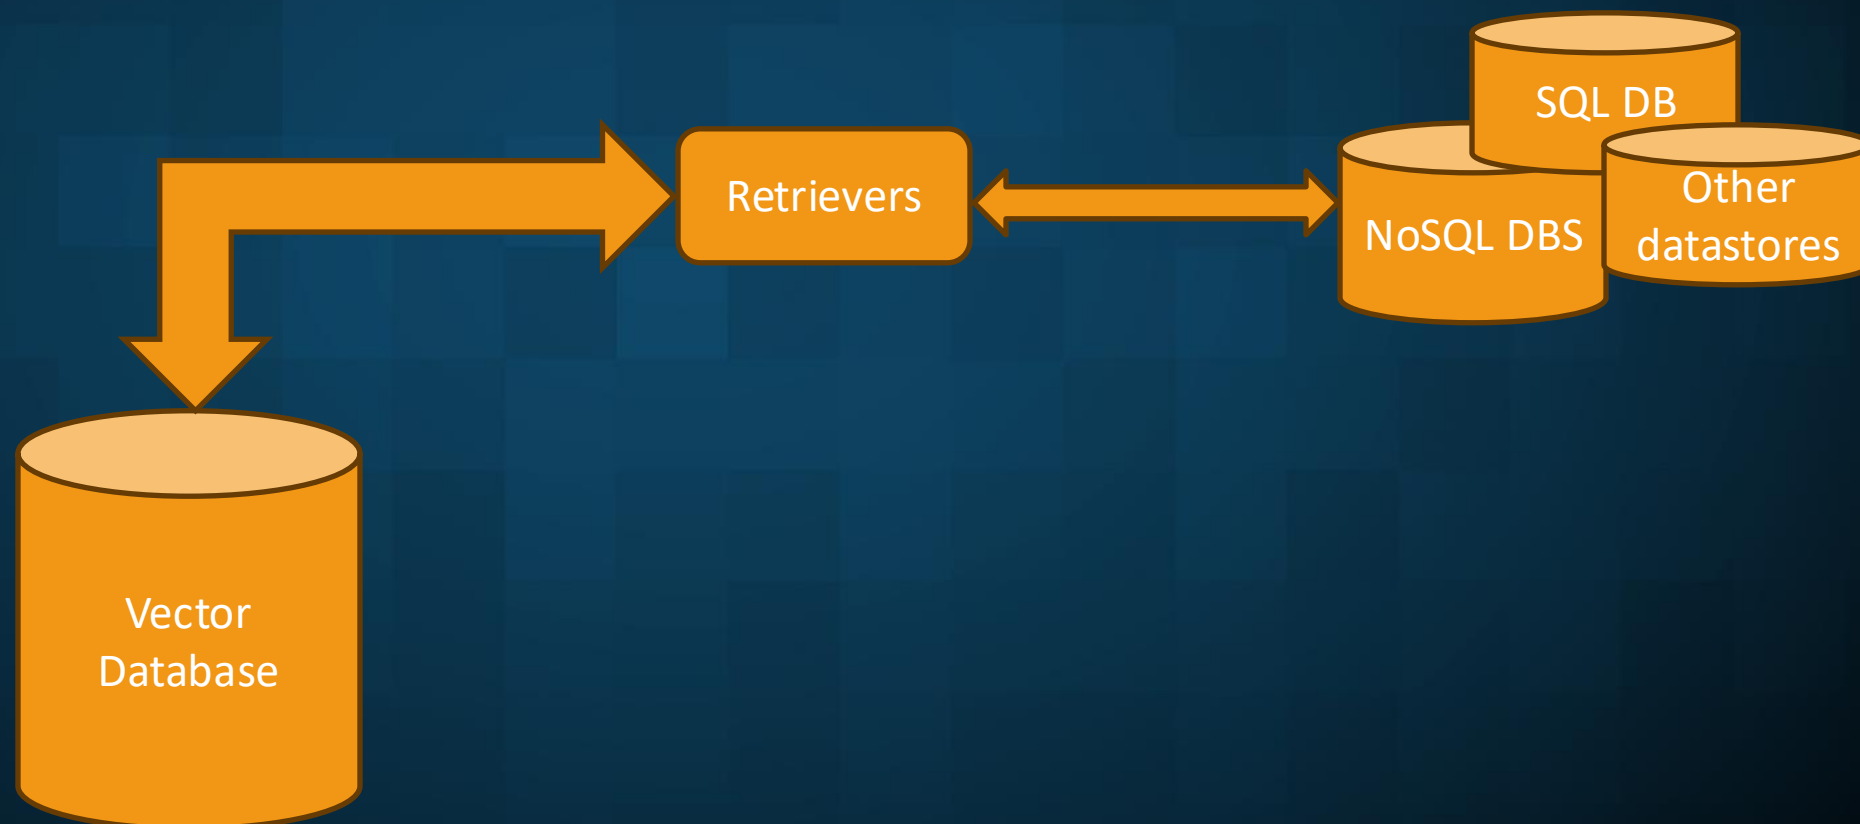 SQL DB
Retrievers
NoSQL DBS
Other
datastores
Vector
Database